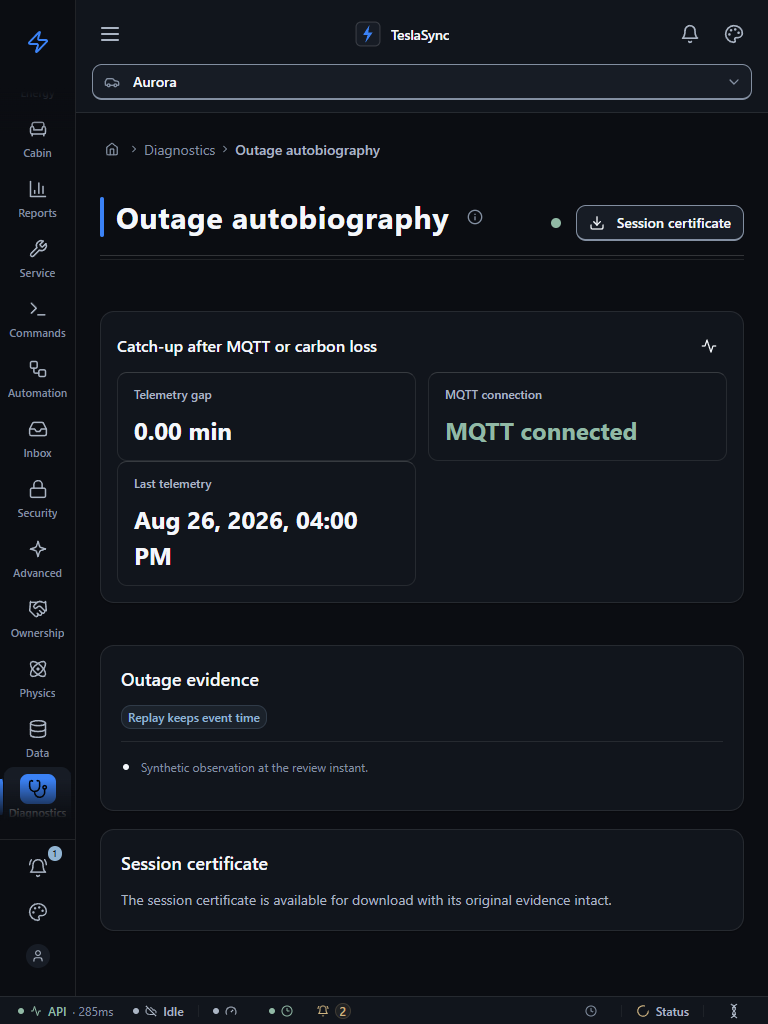 TeslaSync
Aurora
Energy
Cabin
Reports
Service
Commands
Automation
Inbox
Security
Advanced
Ownership
Physics
Data
Diagnostics
1
Diagnostics
Outage autobiography
Outage autobiography
Session certificate
Catch-up after MQTT or carbon loss
Telemetry gap
0.00 min
MQTT connection
MQTT connected
Last telemetry
Aug 26, 2026, 04:00
PM
Outage evidence
Replay keeps event time
Synthetic observation at the review instant.
Session certificate
The session certificate is available for download with its original evidence intact.
API · 285ms
Idle
2
Status